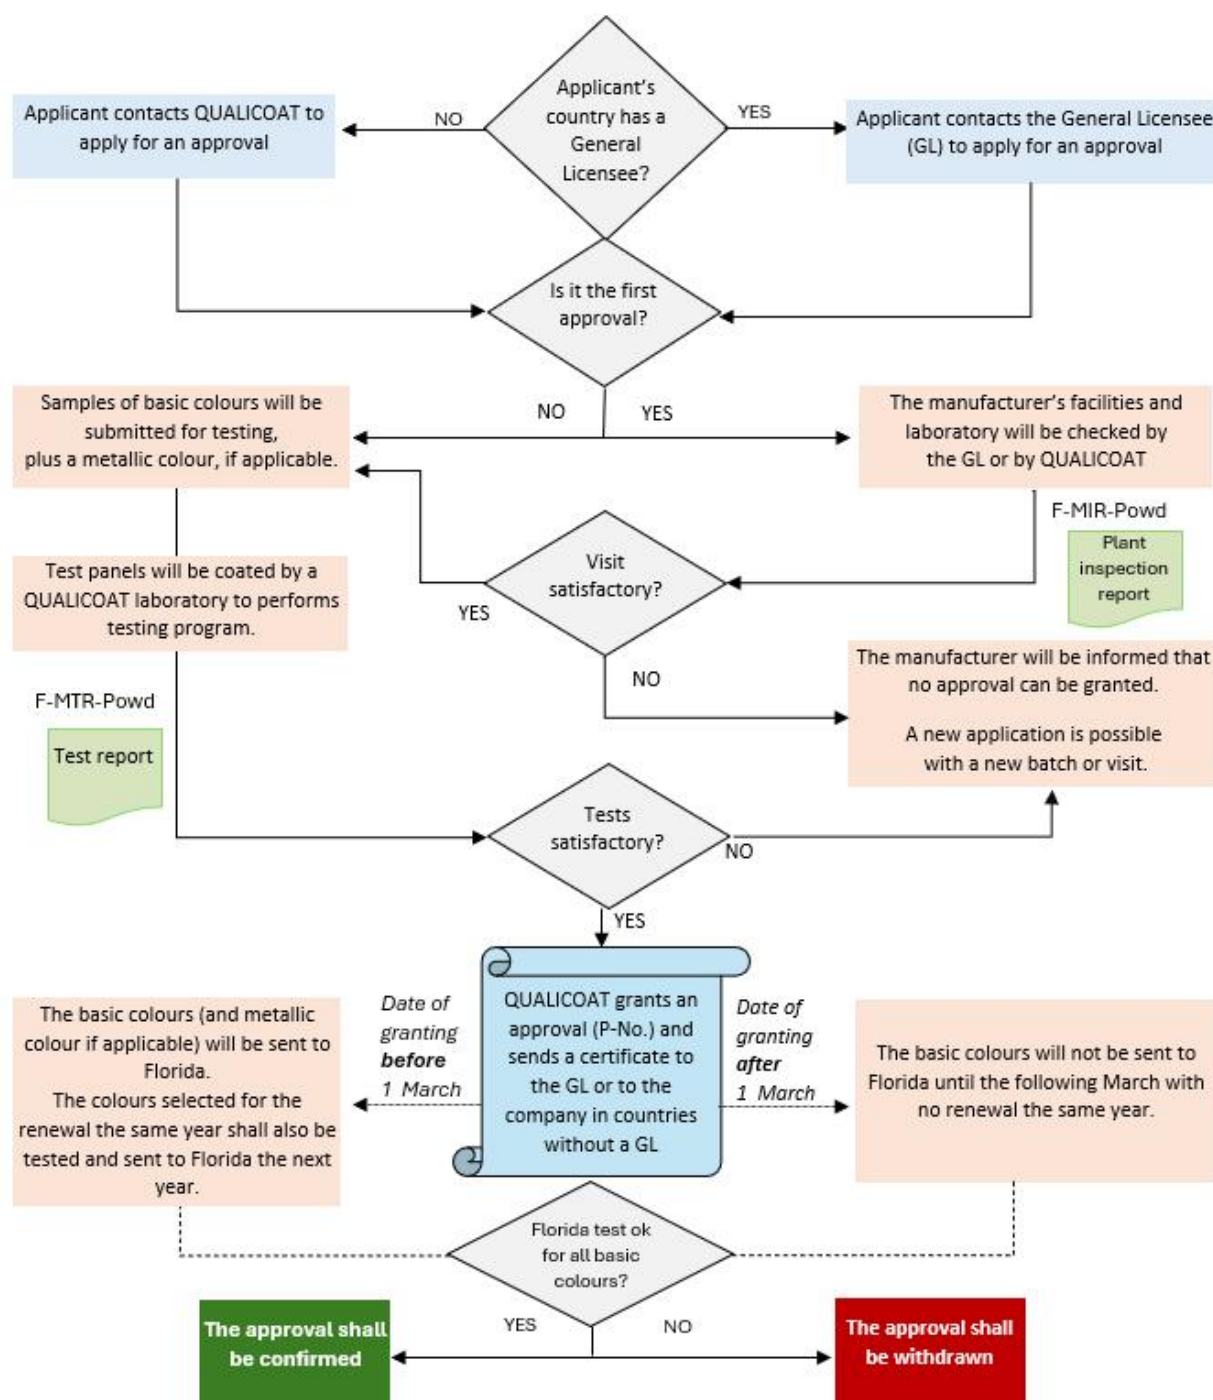 Applicant's
country has a
General
Licensee?
NO
YES
Applicant contacts QUALICOAT to
apply for an approval
Applicant contacts the General Licensee
(GL) to apply for an approval
Is it the first
approval?
NO
YES
Samples of basic colours will be
submitted for testing,
plus a metallic colour, if applicable.
The manufacturer's facilities and
laboratory will be checked by
the GL or by QUALICOAT
F-MIR-Powd
Plant
inspection
report
Visit
satisfactory?
YES
NO
Test panels will be coated by a
QUALICOAT laboratory to performs
testing program.
The manufacturer will be informed that
no approval can be granted.
A new application is possible
with a new batch or visit.
F-MTR-Powd
Test report
Tests
satisfactory?
NO
YES
QUALICOAT grants an
approval (P-No.) and
sends a certificate to
the GL or to the
company in countries
without a GL
Date of
granting
before
1 March
Date of
granting
after
1 March
The basic colours (and metallic
colour if applicable) will be sent to
Florida.
The colours selected for the
renewal the same year shall also be
tested and sent to Florida the next
year.
The basic colours will not be sent to
Florida until the following March with
no renewal the same year.
Florida test ok
for all basic
colours?
YES
NO
The approval shall
be confirmed
The approval shall
be withdrawn